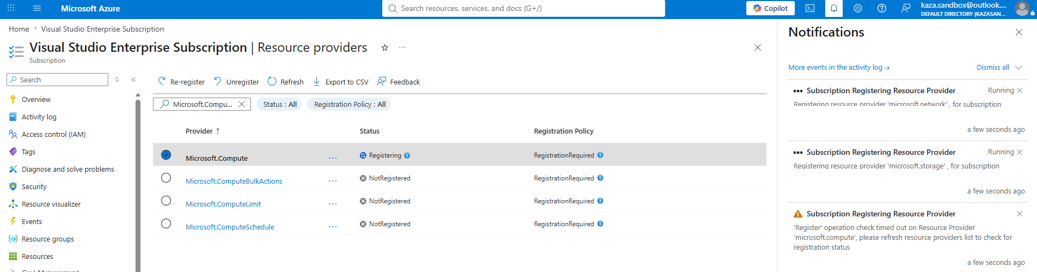 Microsoft Azure
Search resources, services, and docs (G+/)
Copilot
kaza.sandbox@outlook....
DEFAULT DIRECTORY (KAZASAN...
Home > Visual Studio Enterprise Subscription
Visual Studio Enterprise Subscription | Resource providers
Subscription
Search
Overview
Activity log
Access control (IAM)
Tags
Diagnose and solve problems
Security
Resource visualizer
Events
Resource groups
Resources
Re-register
Unregister
Refresh
Export to CSV
Feedback
Microsoft.Compu...
Status : All
Registration Policy : All
Provider ↑ Status Registration Policy
Microsoft.Compute ... Registering RegistrationRequired
Microsoft.ComputeBulkActions ... NotRegistered RegistrationRequired
Microsoft.ComputeLimit ... NotRegistered RegistrationRequired
Microsoft.ComputeSchedule ... NotRegistered RegistrationRequired
Notifications
More events in the activity log →
Dismiss all
Subscription Registering Resource Provider Running
Registering resource provider 'microsoft.network' , for subscription
a few seconds ago
Subscription Registering Resource Provider Running
Registering resource provider 'microsoft.storage' , for subscription
a few seconds ago
Subscription Registering Resource Provider
'Register' operation check timed out on Resource Provider
'microsoft.compute', please refresh resource providers list to check for
registration status
a few seconds ago